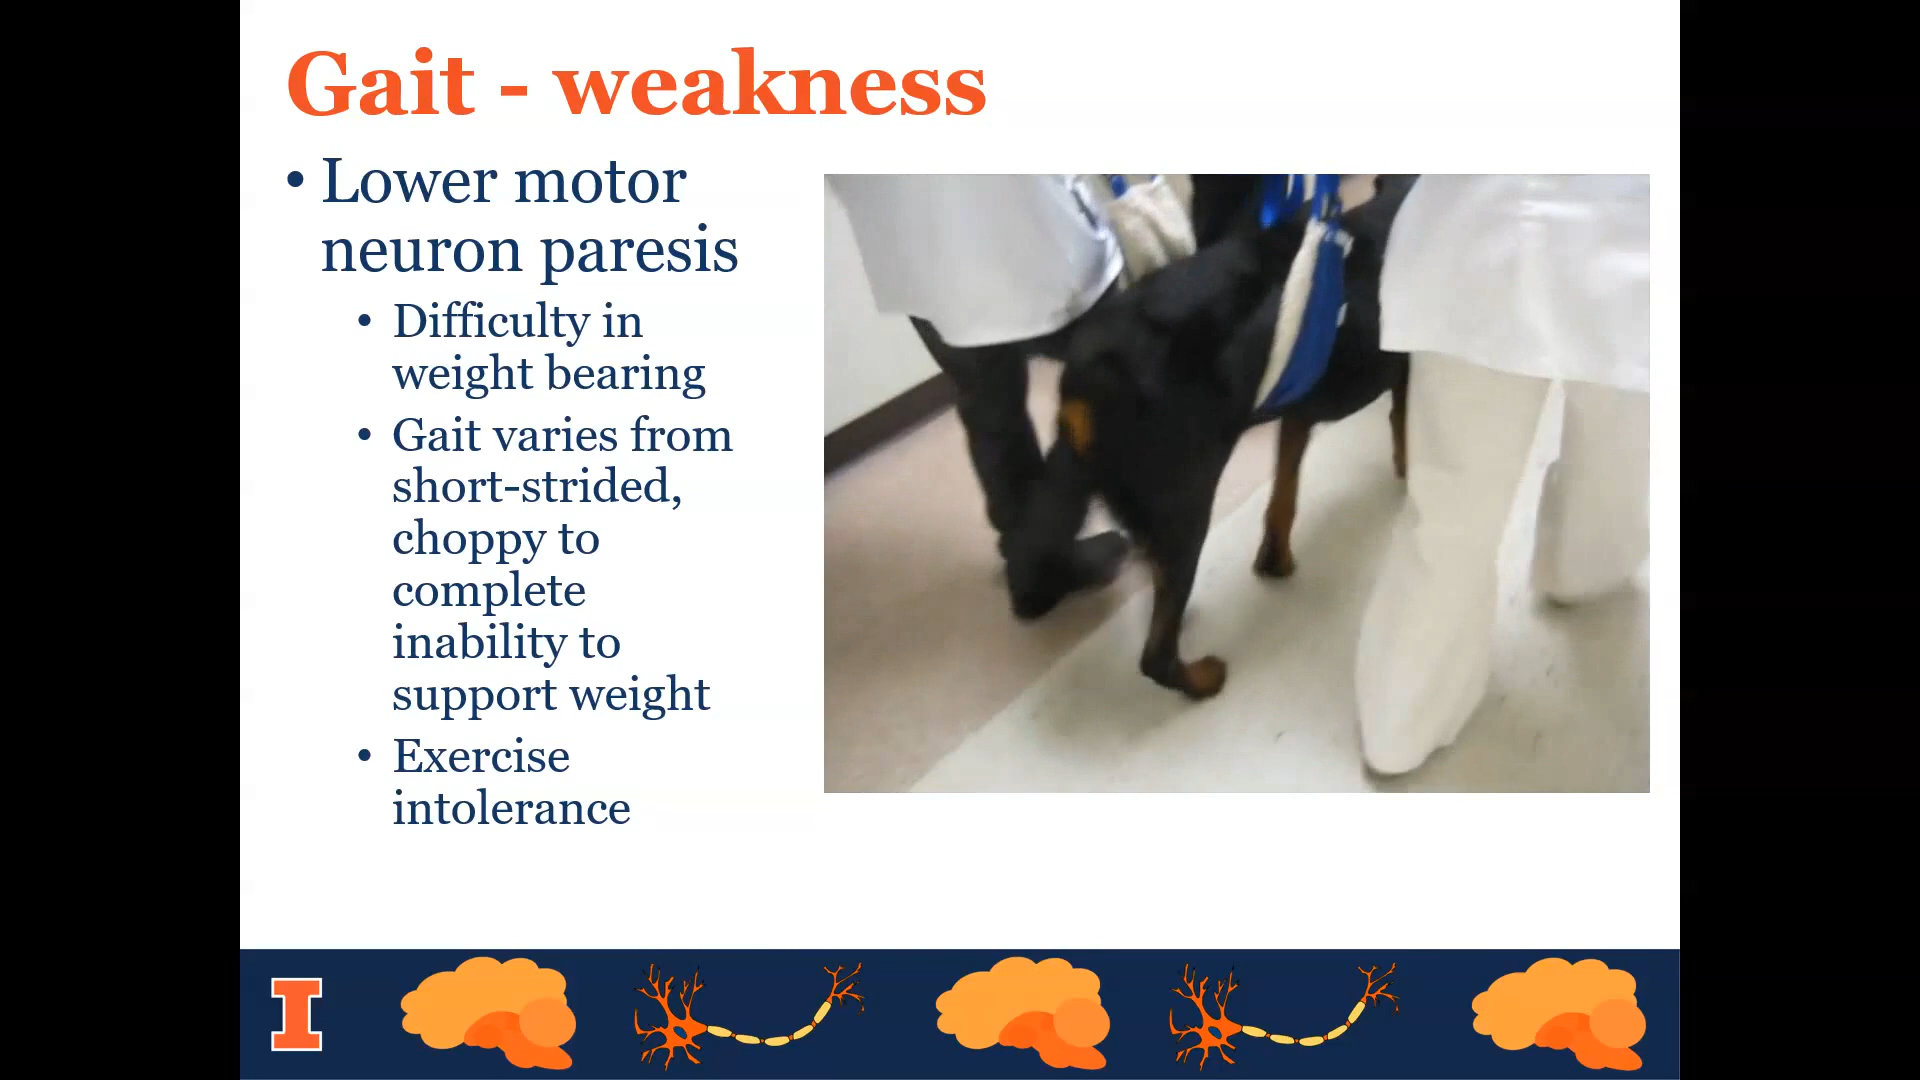 Gait - weakness
• Lower motor
neuron paresis
• Difficulty in
weight bearing
• Gait varies from
short-strided,
choppy to
complete
inability to
support weight
• Exercise
intolerance
I